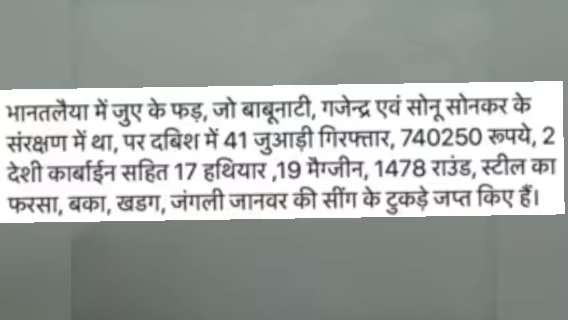 भानतलैया में जुए के फड़, जो बाबूनाटी, गजेन्द्र एवं सोनू सोनकर के
संरक्षण में था, पर दबिश में 41 जुआड़ी गिरफ्तार, 740250 रूपये, 2
देशी कार्बाईन सहित 17 हथियार ,19 मैग्जीन, 1478 राउंड, स्टील का
फरसा, बका, खडग, जंगली जानवर की सींग के टुकड़े जप्त किए हैं।